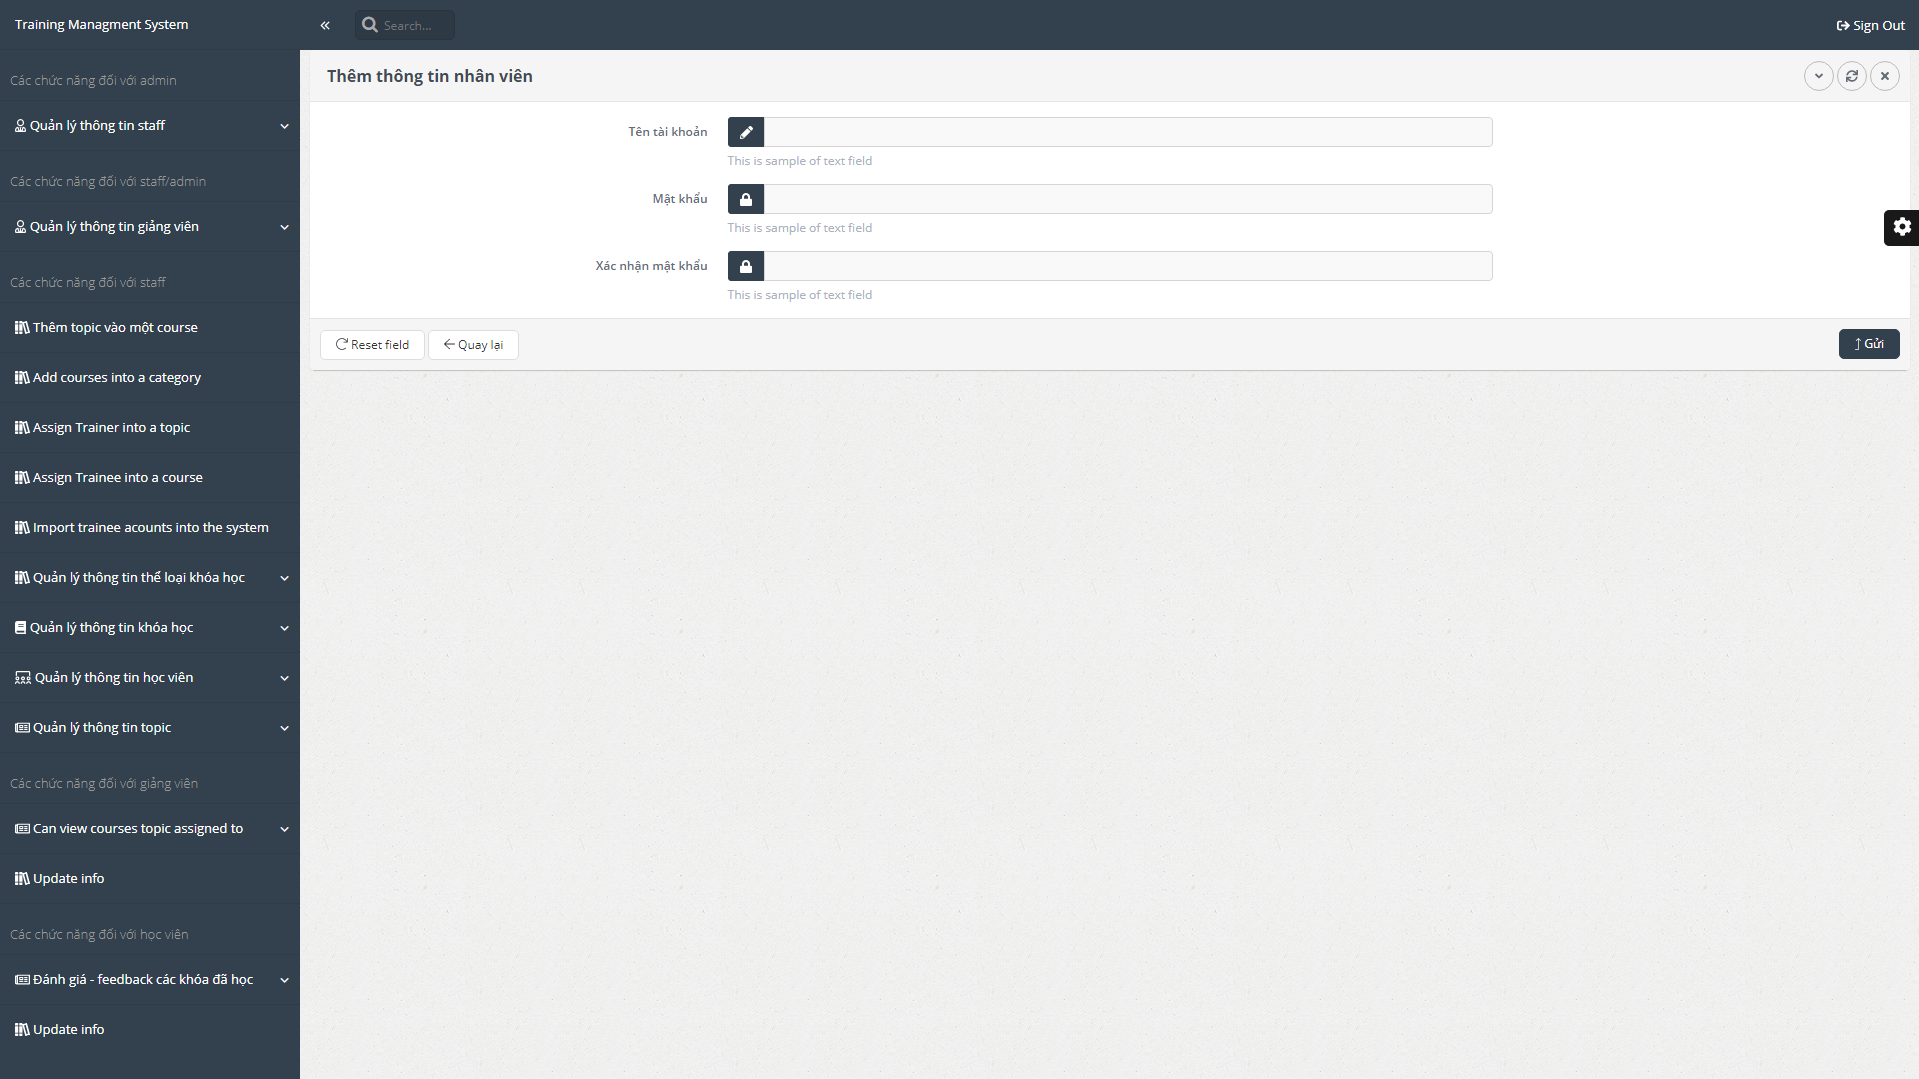 Training Managment System
Search...
Sign Out
Các chức năng đối với admin
Quản lý thông tin staff
Các chức năng đối với staff/admin
Quản lý thông tin giảng viên
Các chức năng đối với staff
Thêm topic vào một course
Add courses into a category
Assign Trainer into a topic
Assign Trainee into a course
Import trainee acounts into the system
Quản lý thông tin thể loại khóa học
Quản lý thông tin khóa học
Quản lý thông tin học viên
Quản lý thông tin topic
Các chức năng đối với giảng viên
Can view courses topic assigned to
Update info
Các chức năng đối với học viên
Đánh giá - feedback các khóa đã học
Update info
Thêm thông tin nhân viên
Tên tài khoản
This is sample of text field
Mật khẩu
This is sample of text field
Xác nhận mật khẩu
This is sample of text field
Reset field
Quay lại
Gửi